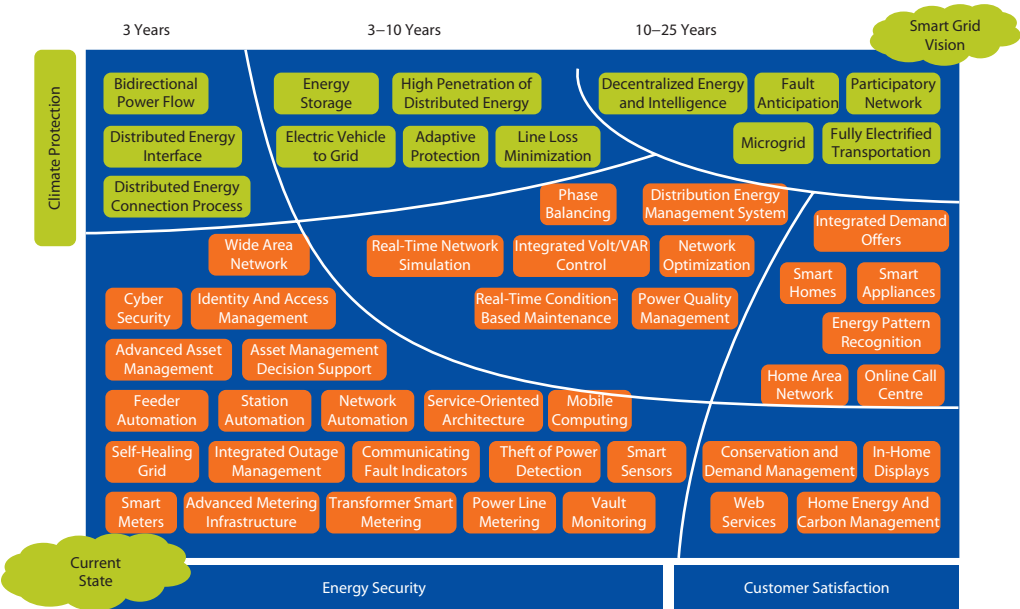 3 Years
3–10 Years
10–25 Years
Smart Grid
Vision
Climate Protection
Bidirectional
Power Flow
Energy
Storage
High Penetration of
Distributed Energy
Decentralized Energy
and Intelligence
Fault
Anticipation
Participatory
Network
Distributed Energy
Interface
Electric Vehicle
to Grid
Adaptive
Protection
Line Loss
Minimization
Microgrid
Fully Electrified
Transportation
Distributed Energy
Connection Process
Phase
Balancing
Distribution Energy
Management System
Integrated Demand
Offers
Wide Area
Network
Real-Time Network
Simulation
Integrated Volt/VAR
Control
Network
Optimization
Smart
Homes
Smart
Appliances
Cyber
Security
Identity And Access
Management
Real-Time Condition-
Based Maintenance
Power Quality
Management
Energy Pattern
Recognition
Advanced Asset
Management
Asset Management
Decision Support
Home Area
Network
Online Call
Centre
Feeder
Automation
Station
Automation
Network
Automation
Service-Oriented
Architecture
Mobile
Computing
Self-Healing
Grid
Integrated Outage
Management
Communicating
Fault Indicators
Theft of Power
Detection
Smart
Sensors
Conservation and
Demand Management
In-Home
Displays
Smart
Meters
Advanced Metering
Infrastructure
Transformer Smart
Metering
Power Line
Metering
Vault
Monitoring
Web
Services
Home Energy And
Carbon Management
Current
State
Energy Security
Customer Satisfaction